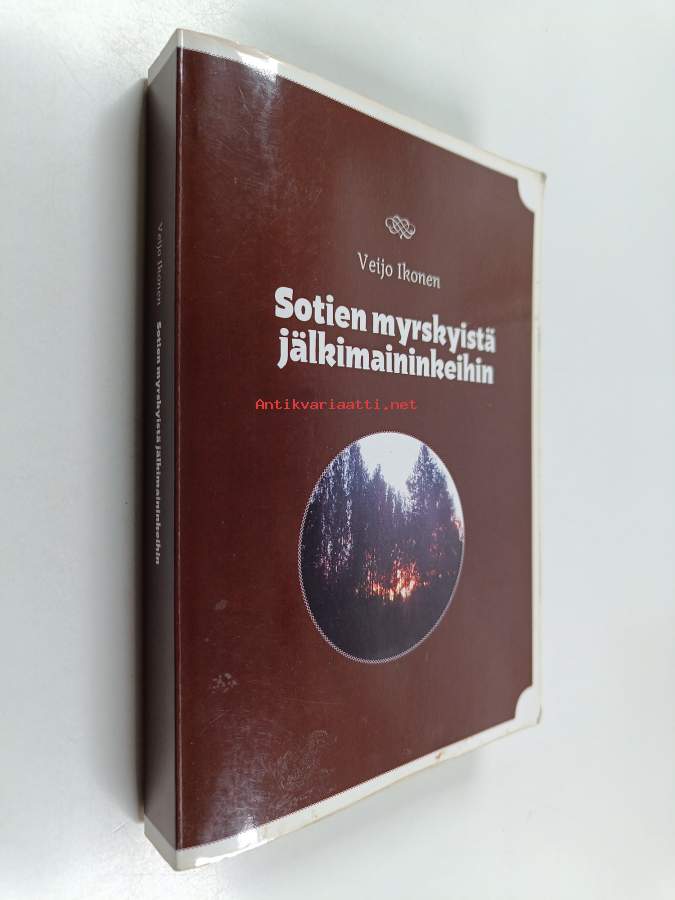 Veijo Ikonen
Sotien myrskyistä
jälkimaininkeihin
Antikvariaatti.net
Veijo Ikonen Sotien myrskyistä jälkimaininkeihin